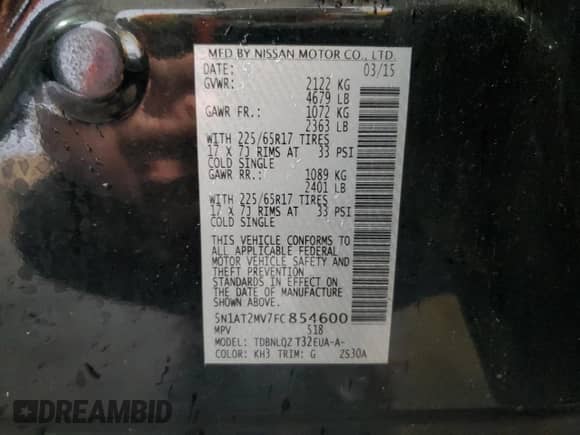 MFD BY NISSAN MOTOR CO., LTD.
DATE: 03/15
GVWR: 2122 KG
4679 LB
GAWR FR.: 1072 KG
2363 LB
WITH 225/65R17 TIRES
17 X 7J RIMS AT 33 PSI
COLD SINGLE
GAWR RR.: 1089 KG
2401 LB
WITH 225/65R17 TIRES
17 X 7J RIMS AT 33 PSI
COLD SINGLE
THIS VEHICLE CONFORMS TO
ALL APPLICABLE FEDERAL
MOTOR VEHICLE SAFETY AND
THEFT PREVENTION
STANDARDS IN EFFECT ON
THE DATE OF MANUFACTURE
SHOWN ABOVE.
5N1AT2MV7FC854600
MPV 518
MODEL: TDBNLQZ T32EUA-A-
COLOR: KH3 TRIM: G ZS30A
DREAMBID